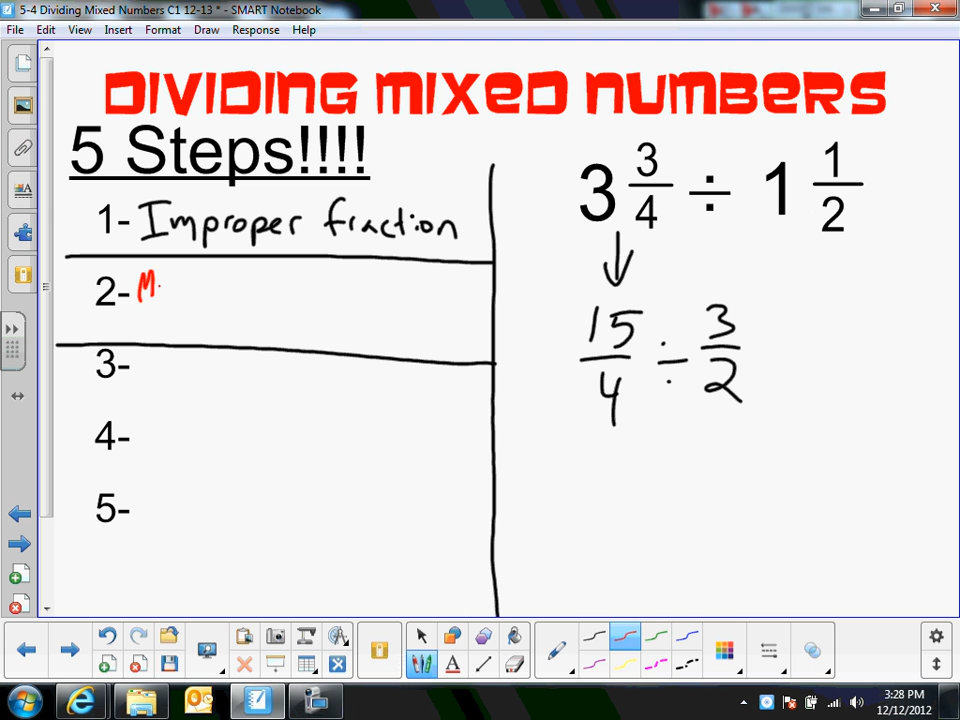 5-4 Dividing Mixed Numbers C1 12-13 * - SMART Notebook
File Edit View Insert Format Draw Response Help
DIVIDING MIXED NUMBERS
5 Steps!!!!
1- Improper fraction
2- M
3-
4-
5-
3 3/4 ÷ 1 1/2
↓
15/4 ÷ 3/2
3:28 PM
12/12/2012